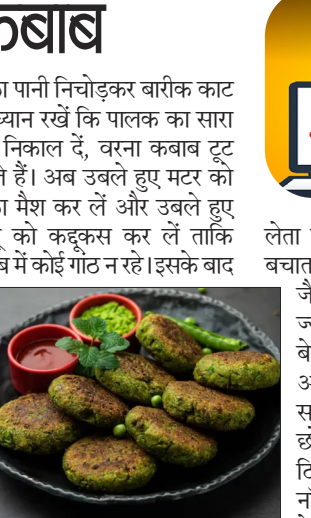 कबाब
पानी निचोड़कर बारीक काट
ध्यान रखें कि पालक का सारा
निकाल दें, वरना कबाब टूट
हैं। अब उबले हुए मटर को
मैश कर लें और उबले हुए
को कद्दूकस कर लें ताकि
में कोई गांठ न रहे। इसके बाद
लेता
बचात